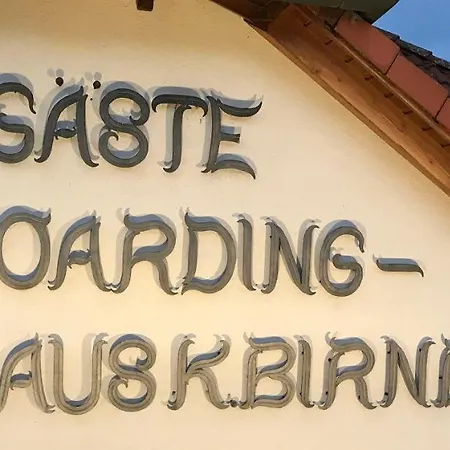 GÄSTE
OARDING-
AUS K.BIRN